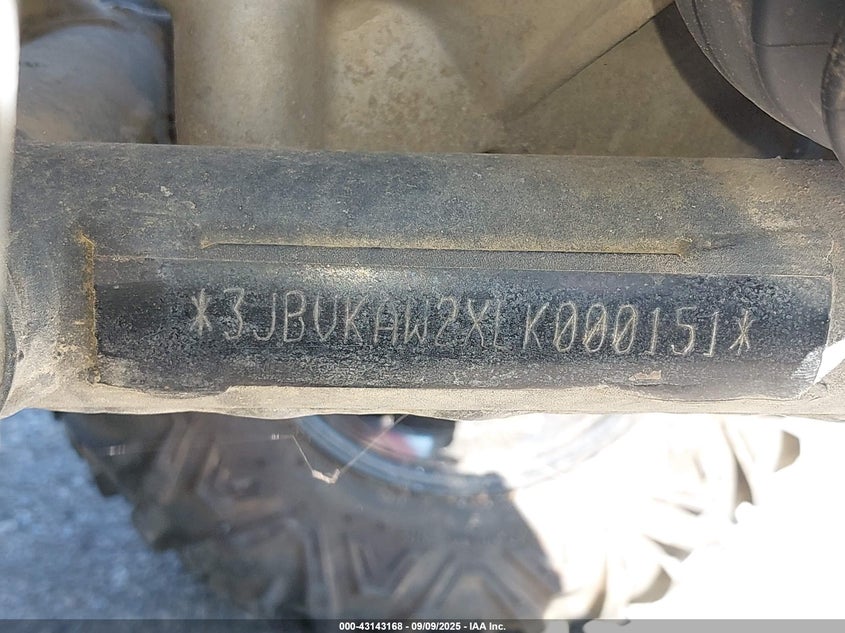 *3JBVKAW2XLK000151*
000-43143168 - 09/09/2025 - IAA Inc.